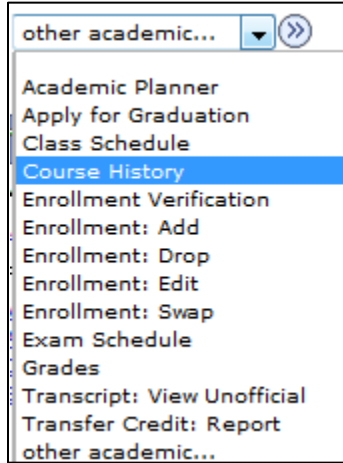 other academic...
Academic Planner
Apply for Graduation
Class Schedule
Course History
Enrollment Verification
Enrollment: Add
Enrollment: Drop
Enrollment: Edit
Enrollment: Swap
Exam Schedule
Grades
Transcript: View Unofficial
Transfer Credit: Report
other academic...